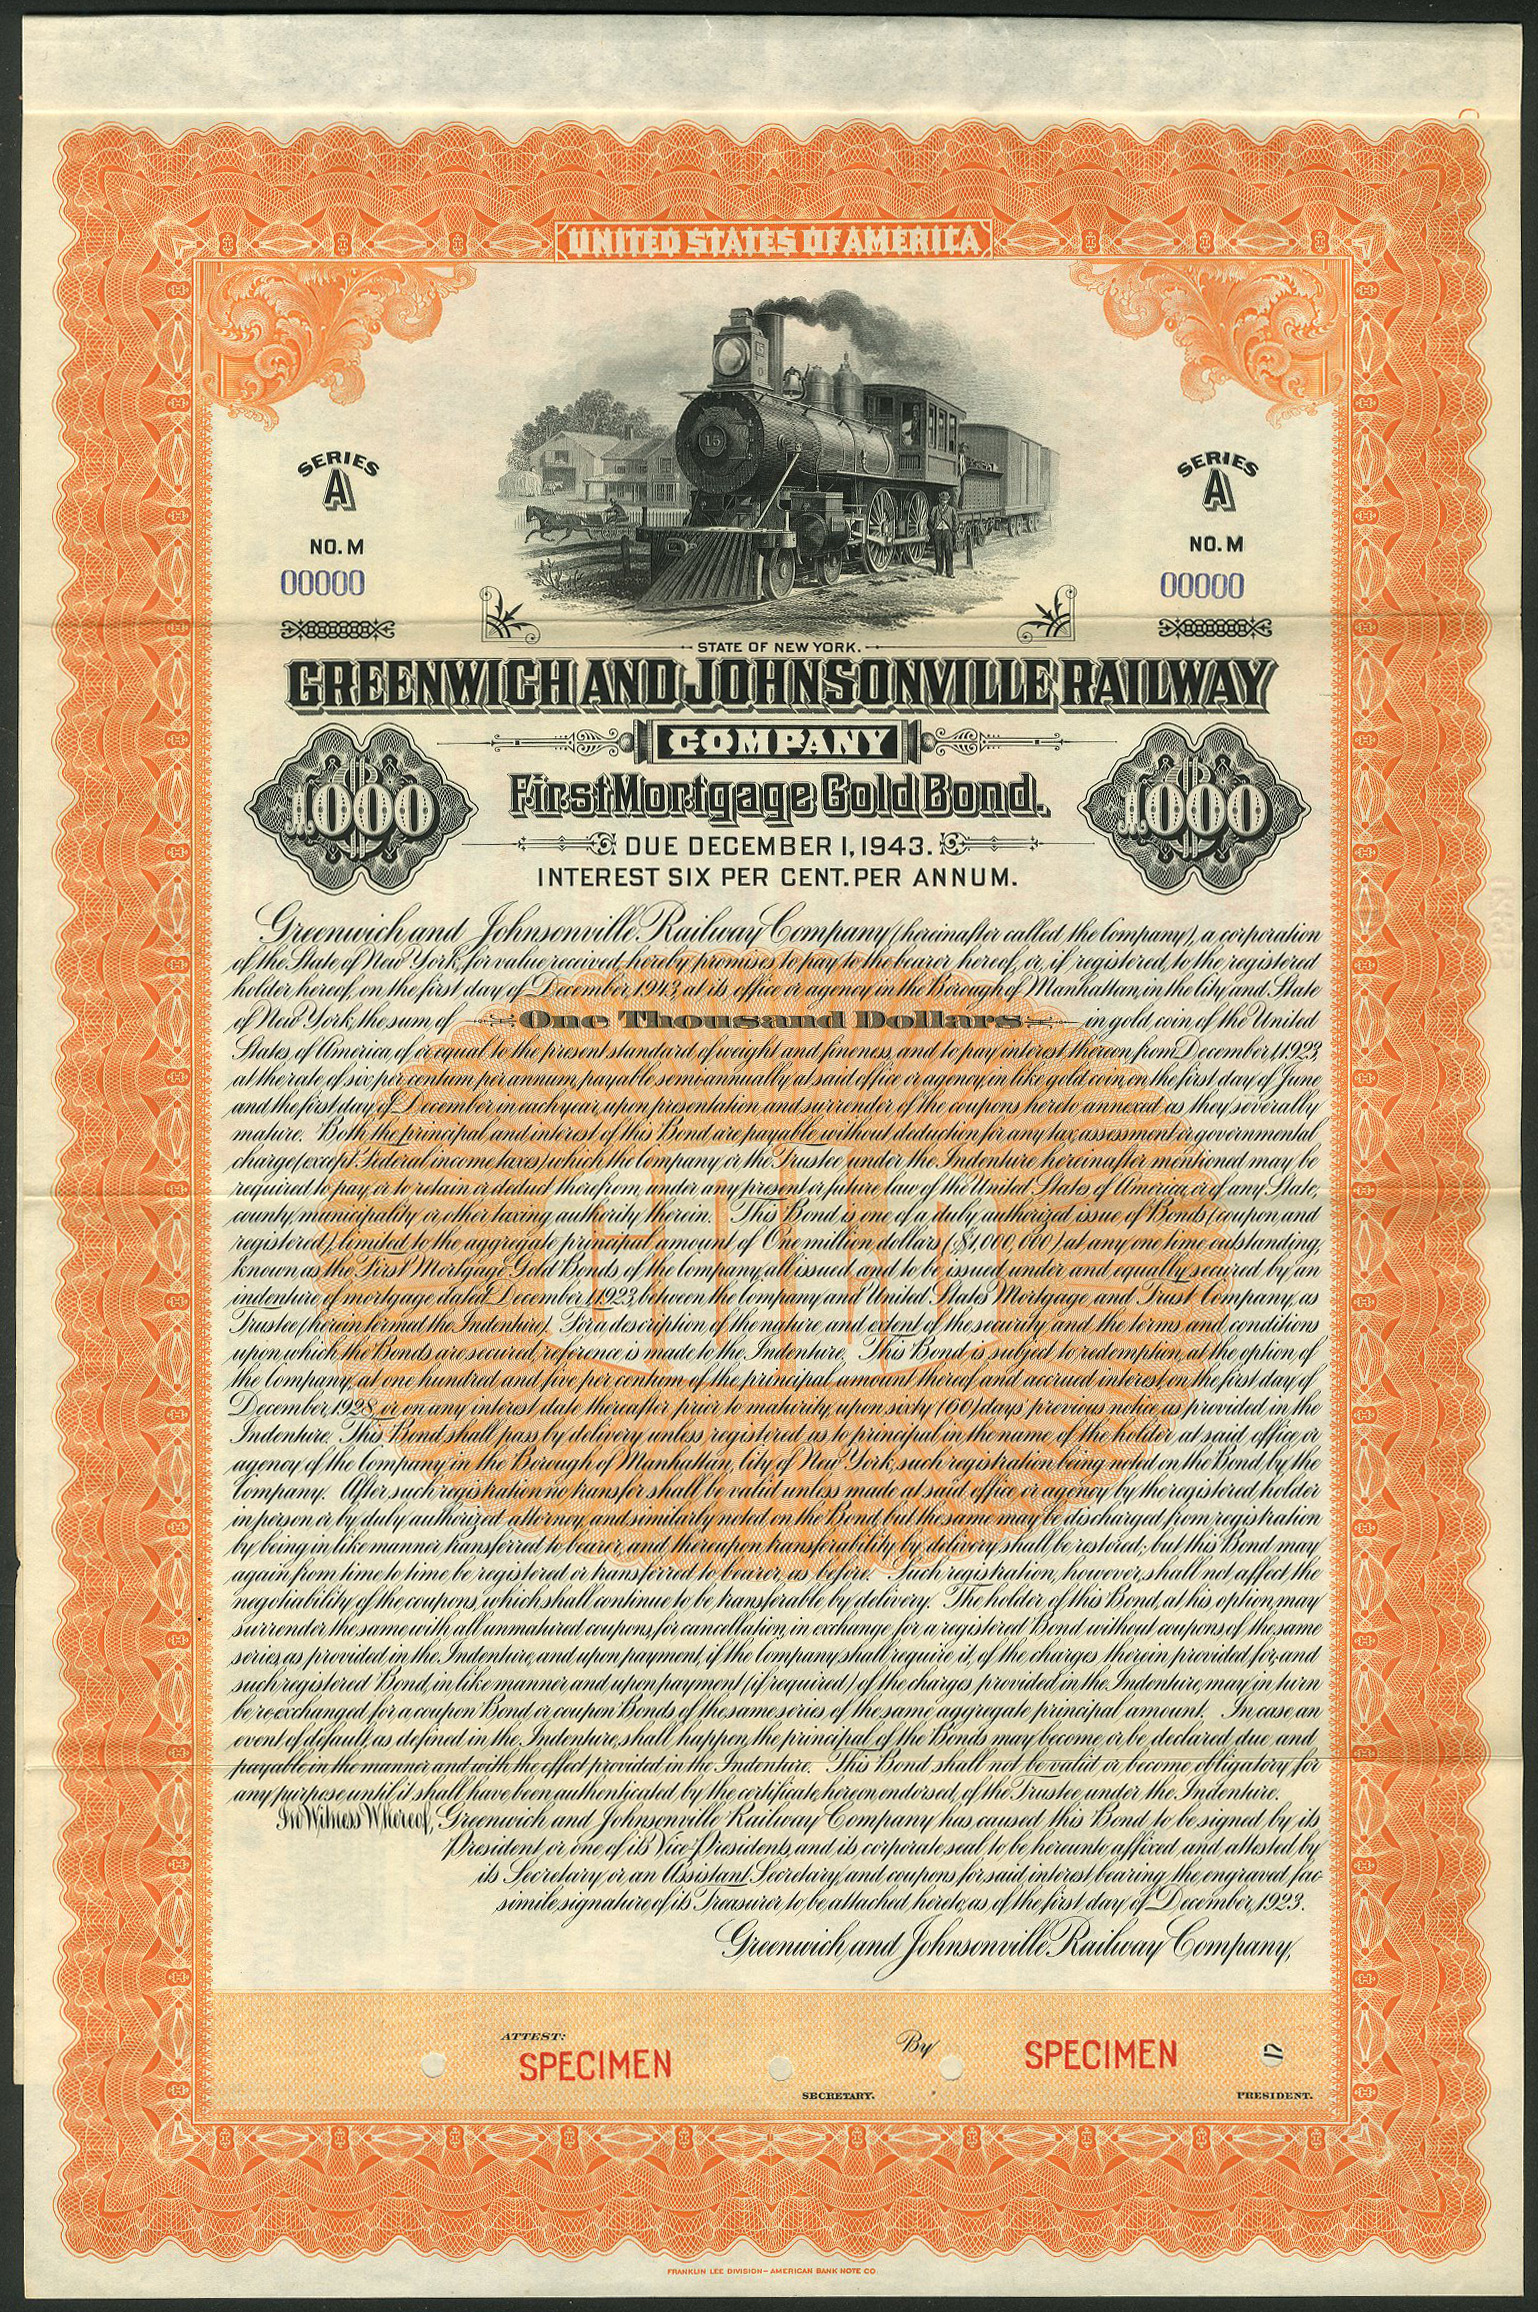 UNITED STATES OF AMERICA
15
SERIES
A
NO. M
00000
SERIES
A
NO. M
00000
STATE OF NEW YORK.
GREENWICH AND JOHNSONVILLE RAILWAY
COMPANY
$1000
$1000
First Mortgage Gold Bond.
DUE DECEMBER 1, 1943.
INTEREST SIX PER CENT. PER ANNUM.
Greenwich and Johnsonville Railway Company (hereinafter called the Company), a corporation
of the State of New York, for value received, hereby promises to pay to the bearer hereof, or, if registered, to the registered
holder hereof, on the first day of December, 1943, at its office or agency in the Borough of Manhattan, in the City and State
of New York, the sum of One Thousand Dollars in gold coin of the United
States of America, of or equal to the present standard of weight and fineness, and to pay interest thereon from December 1, 1923,
at the rate of six per centum per annum, payable semi-annually at said office or agency, in like gold coin, on the first day of June
and the first day of December in each year, upon presentation and surrender of the coupons hereto annexed as they severally
mature. Both the principal and interest of this Bond are payable without deduction for any tax, assessment or governmental
charge (except Federal income taxes) which the Company or the Trustee under the Indenture hereinafter mentioned may be
required to pay or to retain or deduct therefrom, under any present or future law of the United States of America, or of any State,
county, municipality or other taxing authority therein. This Bond is one of a duly authorized issue of Bonds (coupon and
registered), limited to the aggregate principal amount of One million dollars ($1,000,000) at any one time outstanding,
known as the First Mortgage Gold Bonds of the Company, all issued and to be issued under and equally secured by an
indenture of mortgage dated December 1, 1923, between the Company and United States Mortgage and Trust Company, as
Trustee (herein termed the Indenture). For a description of the nature and extent of the security and the terms and conditions
upon which the Bonds are secured, reference is made to the Indenture. This Bond is subject to redemption, at the option of
the Company, at one hundred and five per centum of the principal amount thereof and accrued interest, on the first day of
December, 1928, or on any interest date thereafter prior to maturity, upon sixty (60) days' previous notice, as provided in the
Indenture. This Bond shall pass by delivery unless registered as to principal in the name of the holder at said office or
agency of the Company in the Borough of Manhattan, City of New York, such registration being noted on the Bond by the
Company. After such registration no transfer shall be valid unless made at said office or agency by the registered holder
in person or by duly authorized attorney, and similarly noted on the Bond, but the same may be discharged from registration
by being in like manner transferred to bearer, and thereupon transferability by delivery shall be restored; but this Bond may
again from time to time be registered or transferred to bearer, as before. Such registration, however, shall not affect the
negotiability of the coupons, which shall continue to be transferable by delivery. The holder of this Bond, at his option, may
surrender the same with all unmatured coupons, for cancellation, in exchange for a registered Bond without coupons of the same
series, as provided in the Indenture, and upon payment, if the Company shall require it, of the charges therein provided for, and
such registered Bond, in like manner and upon payment (if required) of the charges provided in the Indenture, may in turn
be re-exchanged for a coupon Bond or coupon Bonds of the same series of the same aggregate principal amount. In case an
event of default, as defined in the Indenture, shall happen, the principal of the Bonds may become, or be declared, due and
payable in the manner and with the effect provided in the Indenture. This Bond shall not be valid or become obligatory for
any purpose until it shall have been authenticated by the certificate, hereon endorsed, of the Trustee under the Indenture.
In Witness Whereof, Greenwich and Johnsonville Railway Company has caused this Bond to be signed by its
President or one of its Vice-Presidents, and its corporate seal to be hereunto affixed and attested by
its Secretary or an Assistant Secretary, and coupons for said interest bearing the engraved fac-
simile signature of its Treasurer to be attached hereto, as of the first day of December, 1923.
Greenwich and Johnsonville Railway Company,
ATTEST:
SPECIMEN
SECRETARY.
By
SPECIMEN
PRESIDENT.
17
FRANKLIN LEE DIVISION - AMERICAN BANK NOTE CO.